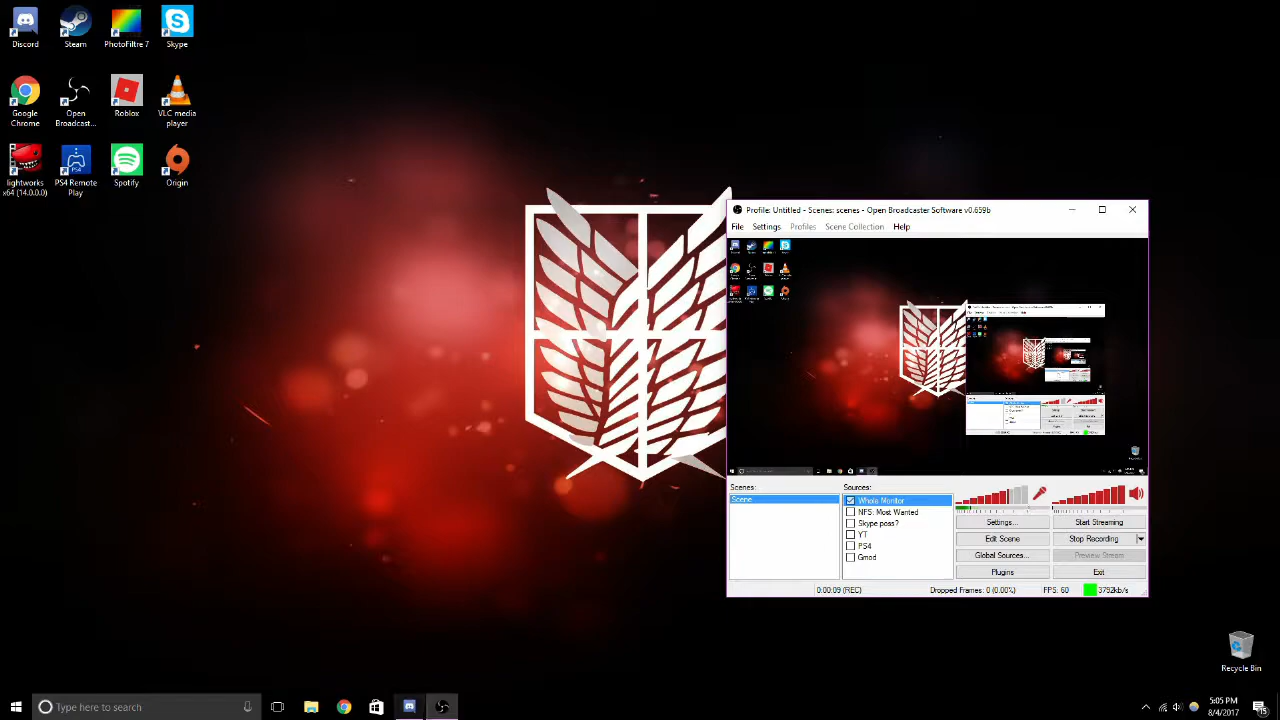 Discord
Steam
PhotoFiltre 7
Skype
Google
Chrome
Open
Broadcast...
Roblox
VLC media
player
lightworks
x64 (14.0.0.0)
PS4 Remote
Play
Spotify
Origin
Profile: Untitled - Scenes: scenes - Open Broadcaster Software v0.659b
File Settings Profiles Scene Collection Help
Scenes:
Scene
Sources:
Whole Monitor
NFS: Most Wanted
Skype poss?
YT
PS4
Gmod
Settings...
Start Streaming
Edit Scene
Stop Recording
Global Sources...
Preview Stream
Plugins
Exit
0:00:09 (REC)
Dropped Frames: 0 (0.00%)
FPS: 60
3792kb/s
Recycle Bin
Type here to search
5:05 PM
8/4/2017
15